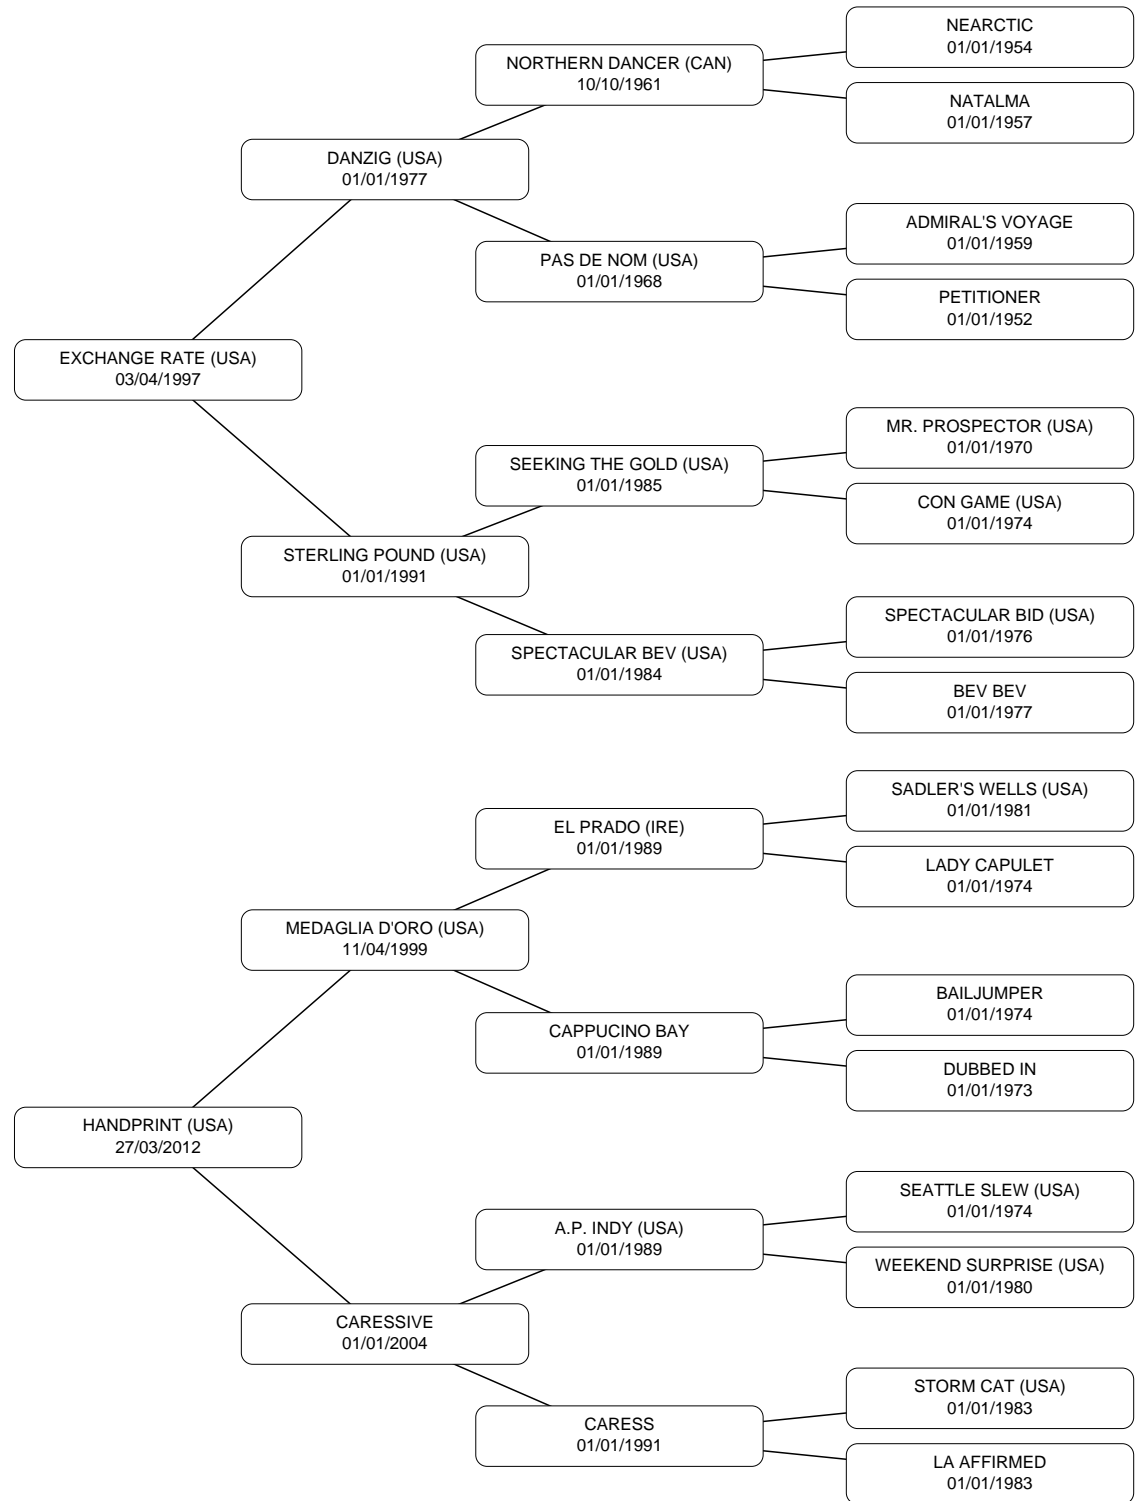 NEARCTIC
01/01/1954
NORTHERN DANCER (CAN)
10/10/1961
NATALMA
01/01/1957
DANZIG (USA)
01/01/1977
ADMIRAL'S VOYAGE
01/01/1959
PAS DE NOM (USA)
01/01/1968
PETITIONER
01/01/1952
EXCHANGE RATE (USA)
03/04/1997
MR. PROSPECTOR (USA)
01/01/1970
SEEKING THE GOLD (USA)
01/01/1985
CON GAME (USA)
01/01/1974
STERLING POUND (USA)
01/01/1991
SPECTACULAR BID (USA)
01/01/1976
SPECTACULAR BEV (USA)
01/01/1984
BEV BEV
01/01/1977
SADLER'S WELLS (USA)
01/01/1981
EL PRADO (IRE)
01/01/1989
LADY CAPULET
01/01/1974
MEDAGLIA D'ORO (USA)
11/04/1999
BAILJUMPER
01/01/1974
CAPPUCINO BAY
01/01/1989
DUBBED IN
01/01/1973
HANDPRINT (USA)
27/03/2012
SEATTLE SLEW (USA)
01/01/1974
A.P. INDY (USA)
01/01/1989
WEEKEND SURPRISE (USA)
01/01/1980
CARESSIVE
01/01/2004
STORM CAT (USA)
01/01/1983
CARESS
01/01/1991
LA AFFIRMED
01/01/1983